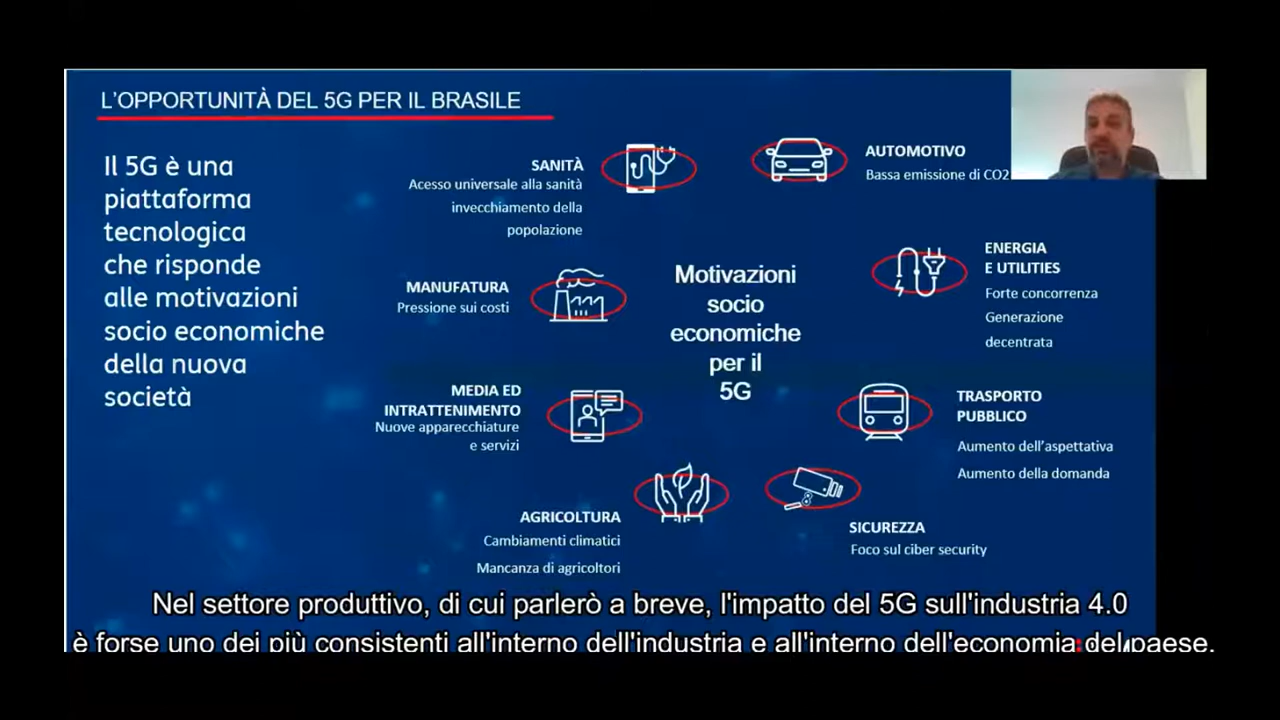 L'OPPORTUNITÀ DEL 5G PER IL BRASILE
Il 5G è una
piattaforma
tecnologica
che risponde
alle motivazioni
socio economiche
della nuova
società
SANITÀ
Acesso universale alla sanità
invecchiamento della
popolazione
AUTOMOTIVO
Bassa emissione di CO2
MANUFATURA
Pressione sui costi
Motivazioni
socio
economiche
per il
5G
ENERGIA
E UTILITIES
Forte concorrenza
Generazione
decentrata
MEDIA ED
INTRATTENIMENTO
Nuove apparecchiature
e servizi
TRASPORTO
PUBBLICO
Aumento dell'aspettativa
Aumento della domanda
AGRICOLTURA
Cambiamenti climatici
Mancanza di agricoltori
SICUREZZA
Foco sul ciber security
Nel settore produttivo, di cui parlerò a breve, l'impatto del 5G sull'industria 4.0
è forse uno dei più consistenti all'interno dell'industria e all'interno dell'economia del paese.